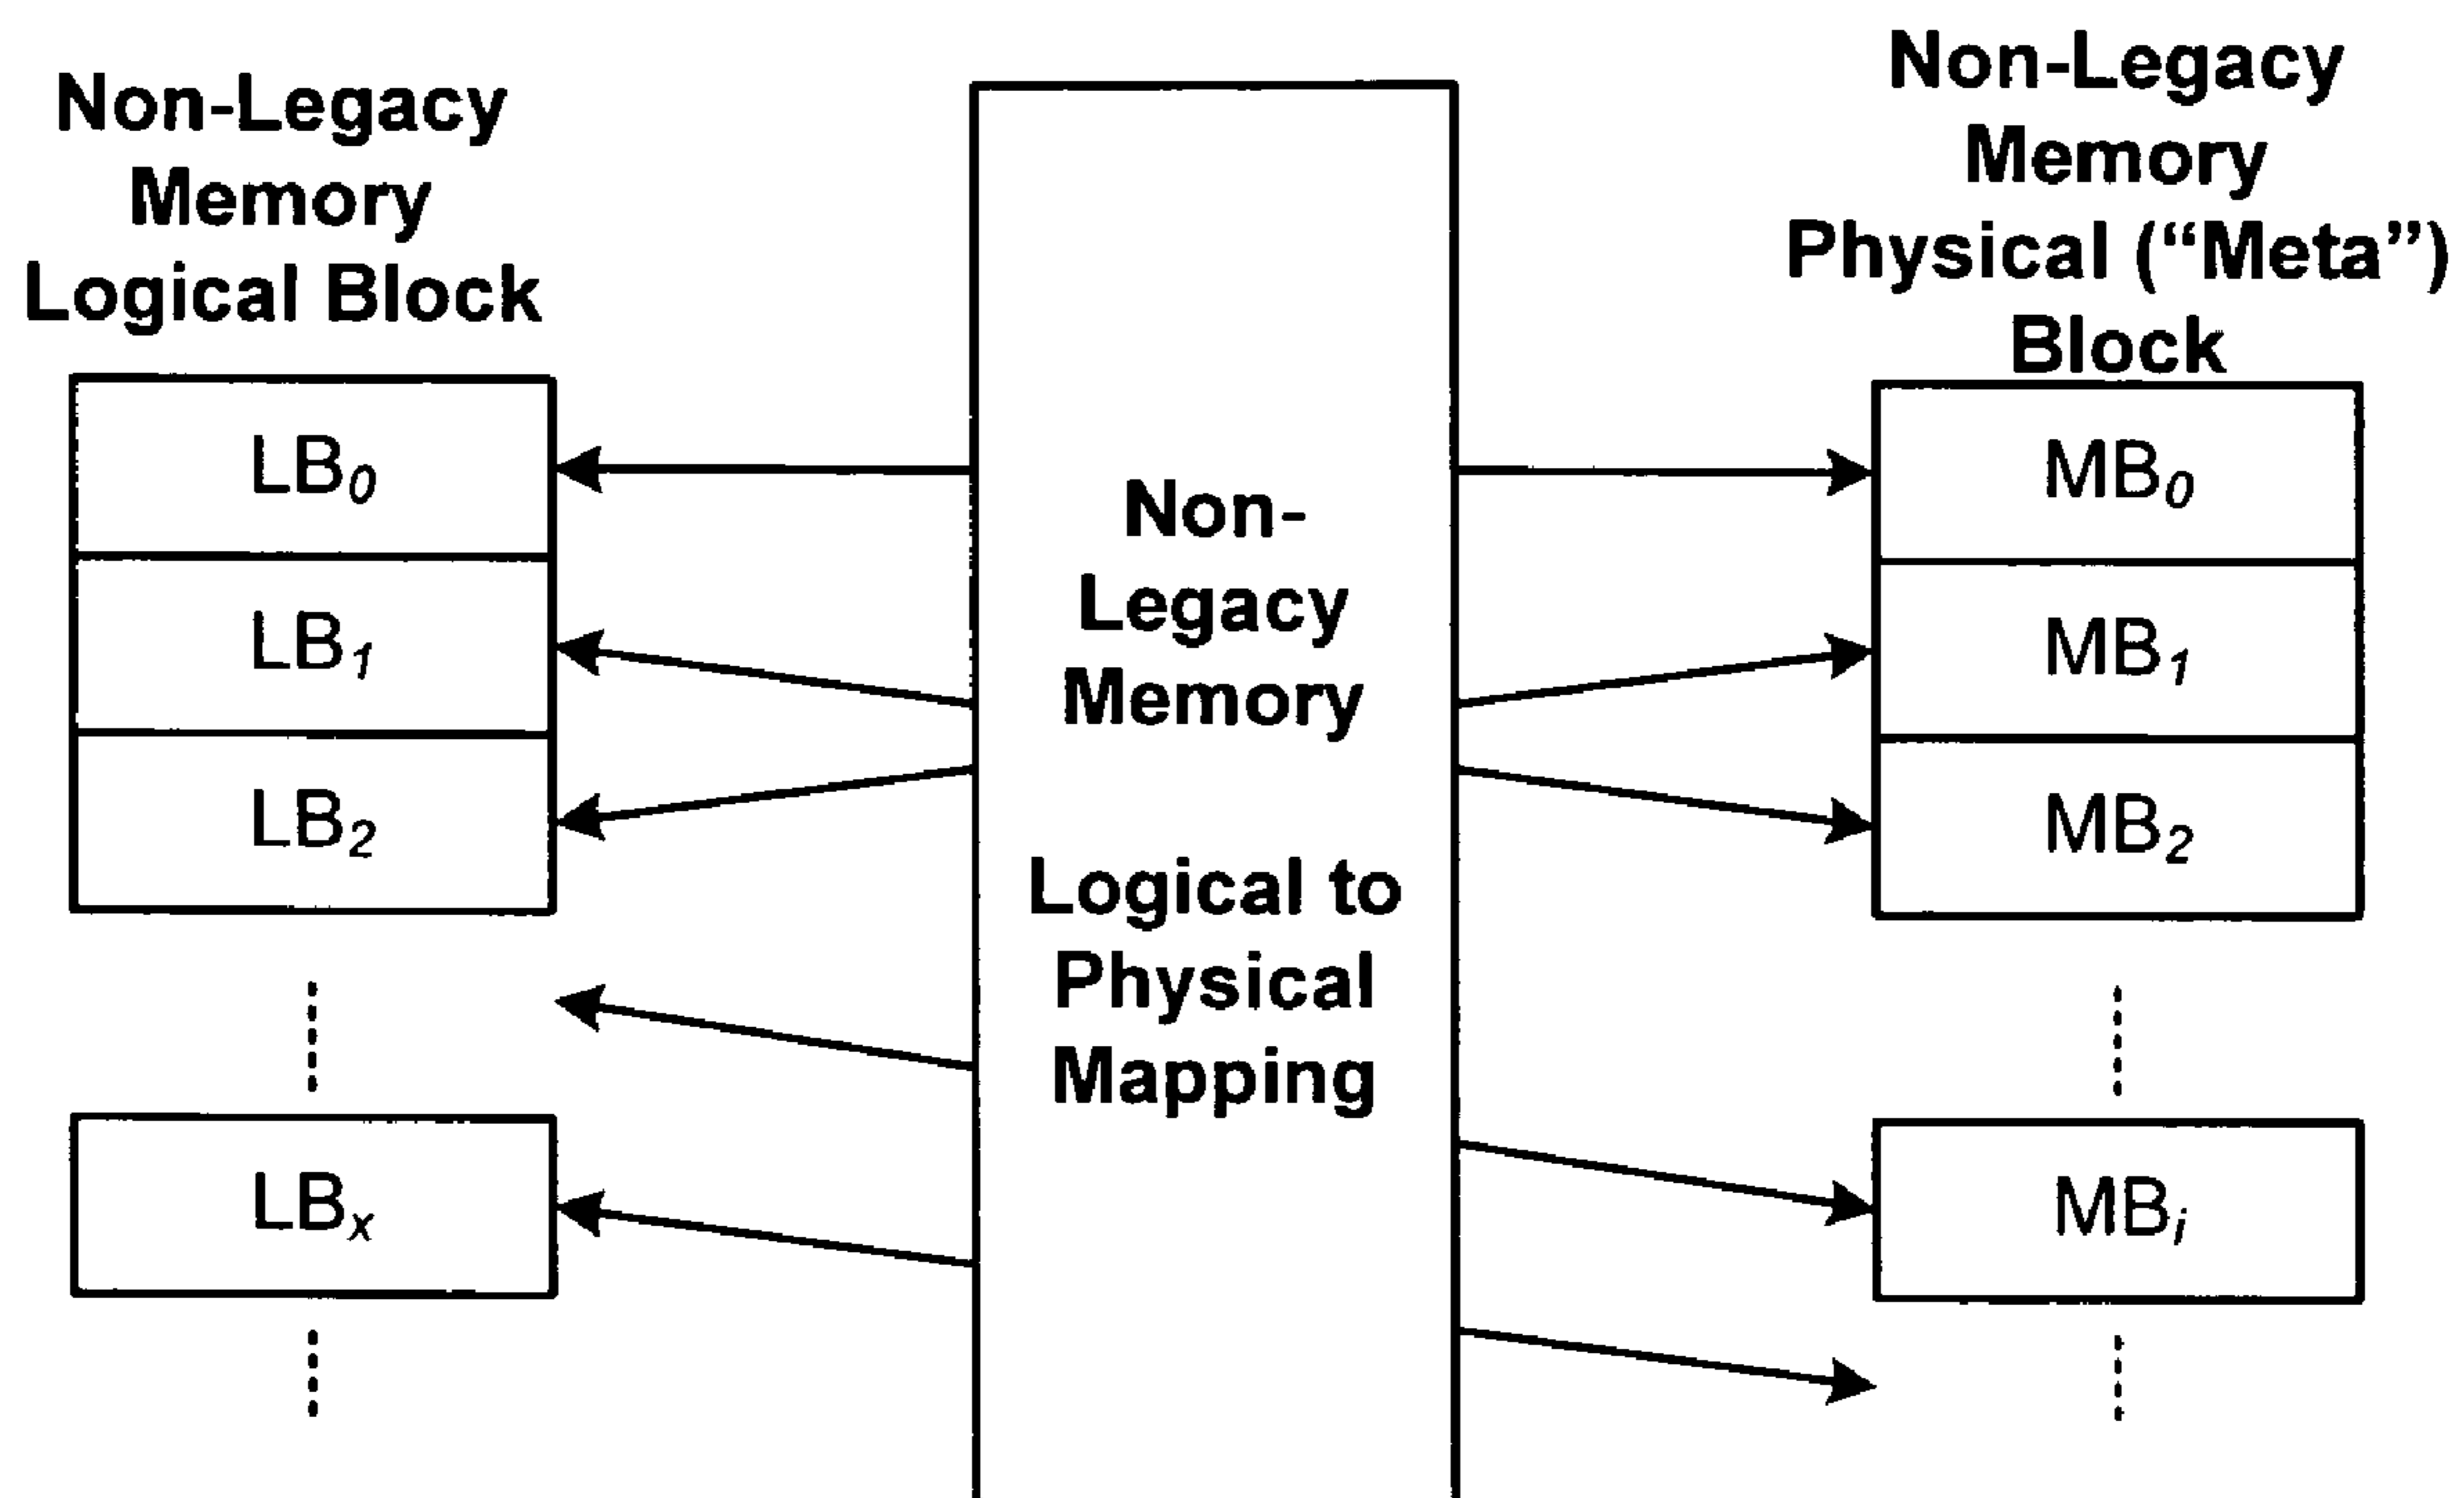 Non-Legacy
Memory
Logical Block
LB0
LB1
LB2
LBx
Non-
Legacy
Memory
Logical to
Physical
Mapping
Non-Legacy
Memory
Physical (“Meta”)
Block
MB0
MB1
MB2
MBi